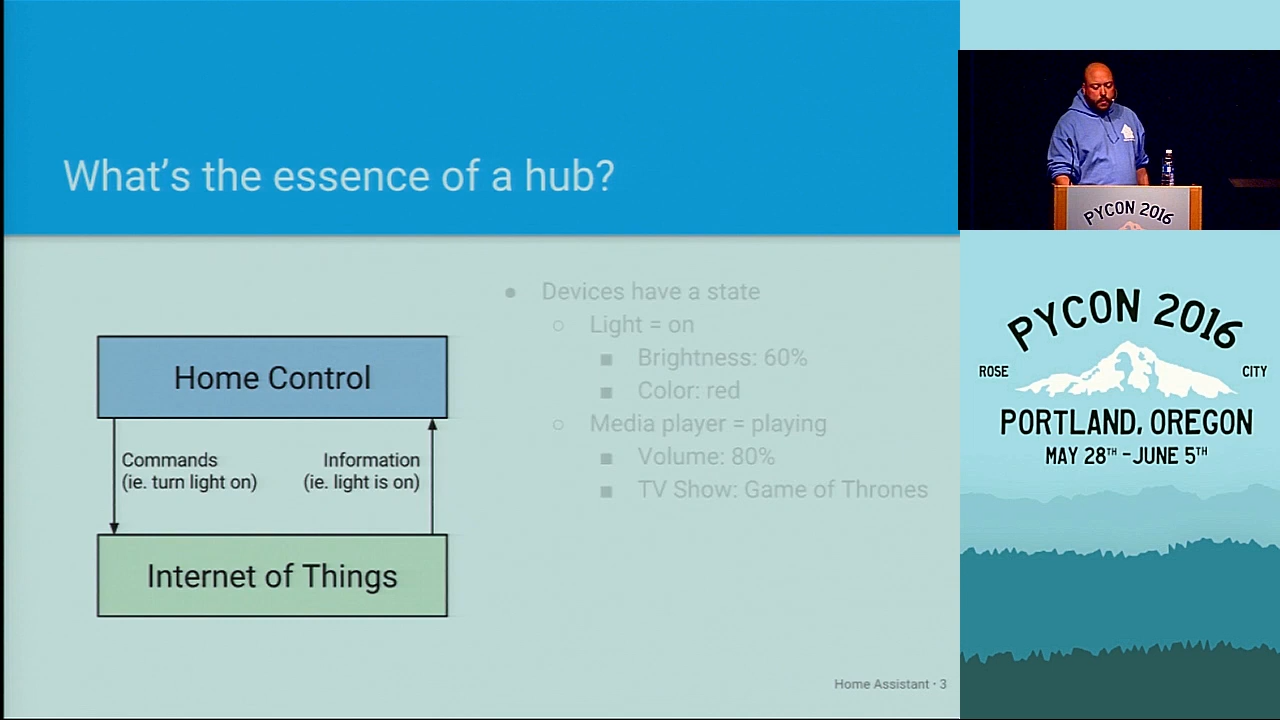 What's the essence of a hub?
Home Control
Commands
(ie. turn light on)
Information
(ie. light is on)
Internet of Things
● Devices have a state
○ Light = on
■ Brightness: 60%
■ Color: red
○ Media player = playing
■ Volume: 80%
■ TV Show: Game of Thrones
Home Assistant · 3
PYCON 2016
PYCON 2016
ROSE CITY
PORTLAND, OREGON
MAY 28TH - JUNE 5TH